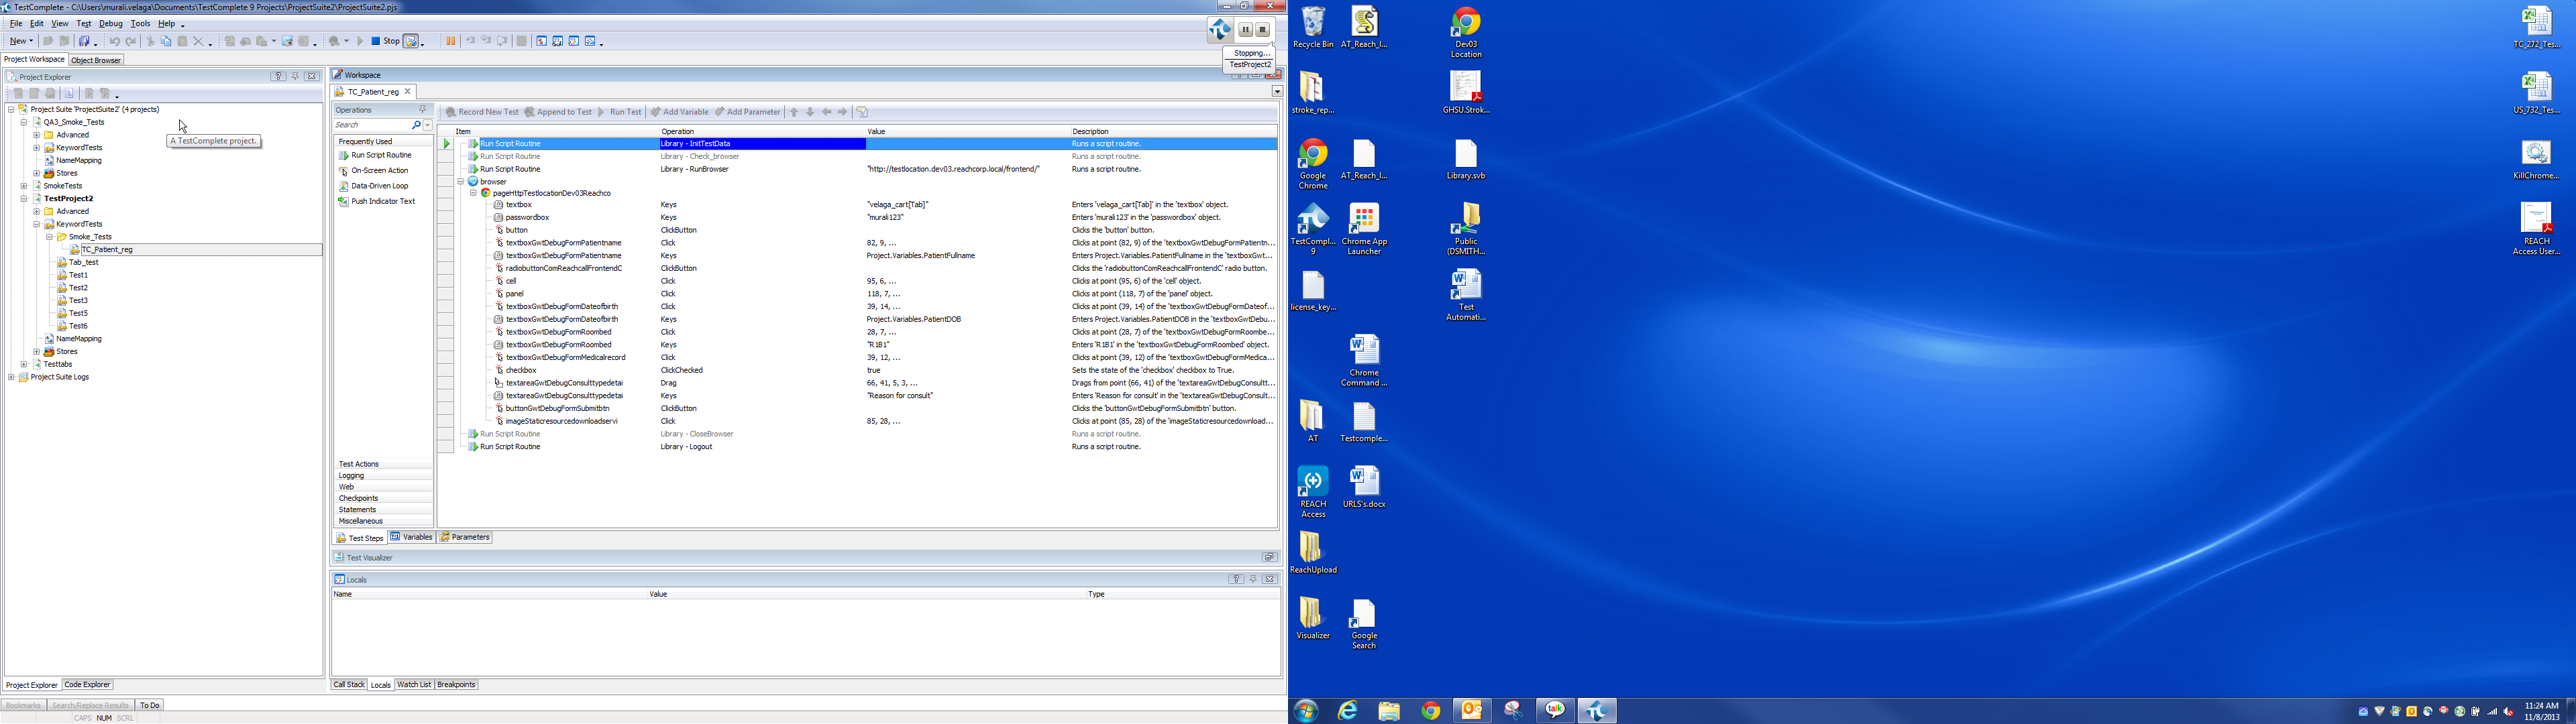 TestComplete - C:\Users\murali.velaga\Documents\TestComplete 9 Projects\ProjectSuite2\ProjectSuite2.pjs
File Edit View Test Debug Tools Help
New Stop
Stopping...
TestProject2
Project Workspace Object Browser
Project Explorer
Project Suite 'ProjectSuite2' (4 projects)
QA3_Smoke_Tests
Advanced
KeywordTests
NameMapping
Stores
SmokeTests
TestProject2
Advanced
KeywordTests
Smoke_Tests
TC_Patient_reg
Tab_test
Test1
Test2
Test3
Test5
Test6
NameMapping
Stores
Testtabs
Project Suite Logs
A TestComplete project.
Project Explorer Code Explorer
Bookmarks Search/Replace Results To Do
CAPS NUM SCRL
Workspace
TC_Patient_reg
Operations
Search
Frequently Used
Run Script Routine
On-Screen Action
Data-Driven Loop
Push Indicator Text
Test Actions
Logging
Web
Checkpoints
Statements
Miscellaneous
Record New Test Append to Test Run Test Add Variable Add Parameter
Item Operation Value Description
Run Script Routine Library - InitTestData Runs a script routine.
Run Script Routine Library - Check_browser Runs a script routine.
Run Script Routine Library - RunBrowser "http://testlocation.dev03.reachcorp.local/frontend/" Runs a script routine.
browser
pageHttpTestlocationDev03Reachco
textbox Keys "velaga_cart[Tab]" Enters 'velaga_cart[Tab]' in the 'textbox' object.
passwordbox Keys "murali123" Enters 'murali123' in the 'passwordbox' object.
button ClickButton Clicks the 'button' button.
textboxGwtDebugFormPatientname Click 82, 9, ... Clicks at point (82, 9) of the 'textboxGwtDebugFormPatientn...
textboxGwtDebugFormPatientname Keys Project.Variables.PatientFullname Enters Project.Variables.PatientFullname in the 'textboxGwt...
radiobuttonComReachcallFrontendC ClickButton Clicks the 'radiobuttonComReachcallFrontendC' radio button.
cell Click 95, 6, ... Clicks at point (95, 6) of the 'cell' object.
panel Click 118, 7, ... Clicks at point (118, 7) of the 'panel' object.
textboxGwtDebugFormDateofbirth Click 39, 14, ... Clicks at point (39, 14) of the 'textboxGwtDebugFormDateof...
textboxGwtDebugFormDateofbirth Keys Project.Variables.PatientDOB Enters Project.Variables.PatientDOB in the 'textboxGwtDebu...
textboxGwtDebugFormRoombed Click 28, 7, ... Clicks at point (28, 7) of the 'textboxGwtDebugFormRoombe...
textboxGwtDebugFormRoombed Keys "R1B1" Enters 'R1B1' in the 'textboxGwtDebugFormRoombed' object.
textboxGwtDebugFormMedicalrecord Click 39, 12, ... Clicks at point (39, 12) of the 'textboxGwtDebugFormMedica...
checkbox ClickChecked true Sets the state of the 'checkbox' checkbox to True.
textareaGwtDebugConsulttypedetai Drag 66, 41, 5, 3, ... Drags from point (66, 41) of the 'textareaGwtDebugConsultt...
textareaGwtDebugConsulttypedetai Keys "Reason for consult" Enters 'Reason for consult' in the 'textareaGwtDebugConsult...
buttonGwtDebugFormSubmitbtn ClickButton Clicks the 'buttonGwtDebugFormSubmitbtn' button.
imageStaticresourcedownloadservi Click 85, 28, ... Clicks at point (85, 28) of the 'imageStaticresourcedownload...
Run Script Routine Library - CloseBrowser Runs a script routine.
Run Script Routine Library - Logout Runs a script routine.
Test Steps Variables Parameters
Test Visualizer
Locals
Name Value Type
Call Stack Locals Watch List Breakpoints
Recycle Bin AT_Reach_I... Dev03 Location TC_272_Tes...
stroke_rep... GHSU.Strok... US_732_Tes...
Google Chrome AT_Reach_I... Library.svb KillChrome...
TestCompl... 9 Chrome App Launcher Public (DSMITH... REACH Access User...
license_key... Test Automati...
Chrome Command ...
AT Testcomple...
REACH Access URLS's.docx
ReachUpload
Visualizer Google Search
talk
11:24 AM
11/8/2013